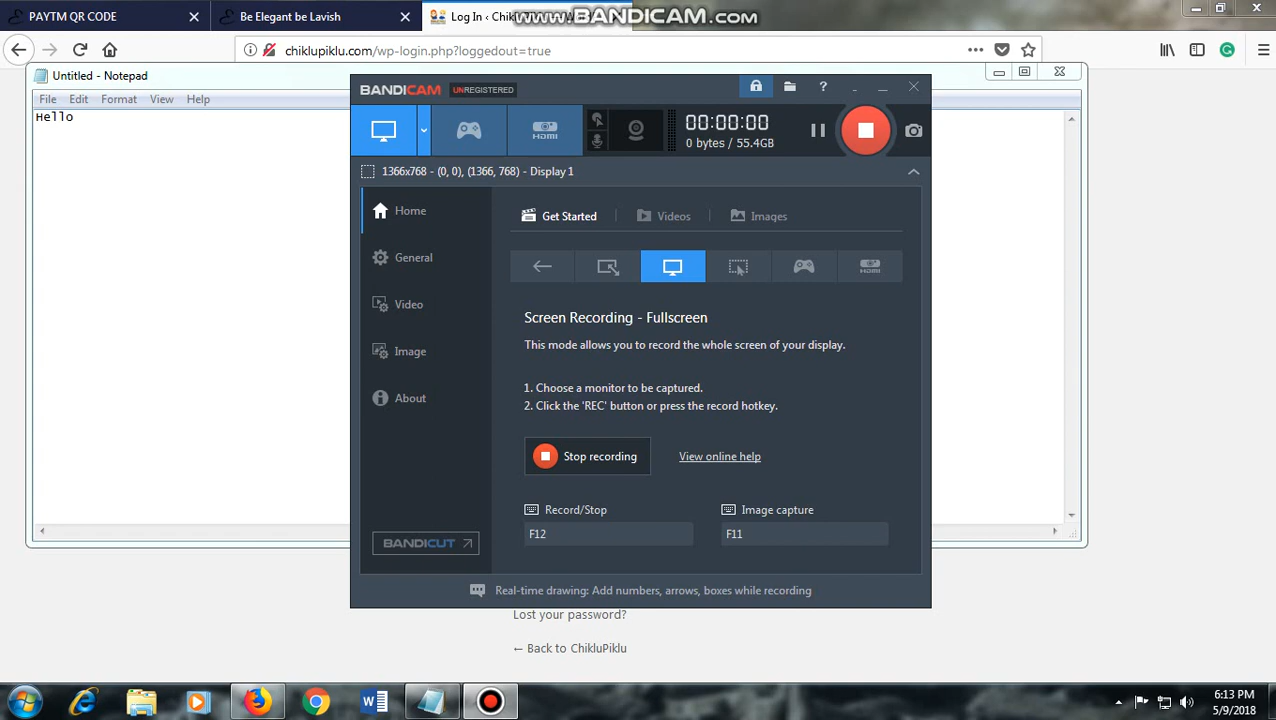 PAYTM QR CODE
Be Elegant be Lavish
Log In ‹ Chi
WWW.BANDICAM.COM
chiklupiklu.com/wp-login.php?loggedout=true
Untitled - Notepad
File Edit Format View Help
Hello
BANDICAM UNREGISTERED
?
HDMI
00:00:00
0 bytes / 55.4GB
1366x768 - (0, 0), (1366, 768) - Display 1
Home
General
Video
Image
About
BANDICUT
Get Started
Videos
Images
HDMI
Screen Recording - Fullscreen
This mode allows you to record the whole screen of your display.
1. Choose a monitor to be captured.
2. Click the 'REC' button or press the record hotkey.
Stop recording
View online help
Record/Stop
Image capture
F12
F11
Real-time drawing: Add numbers, arrows, boxes while recording
Lost your password?
← Back to ChikluPiklu
6:13 PM
5/9/2018